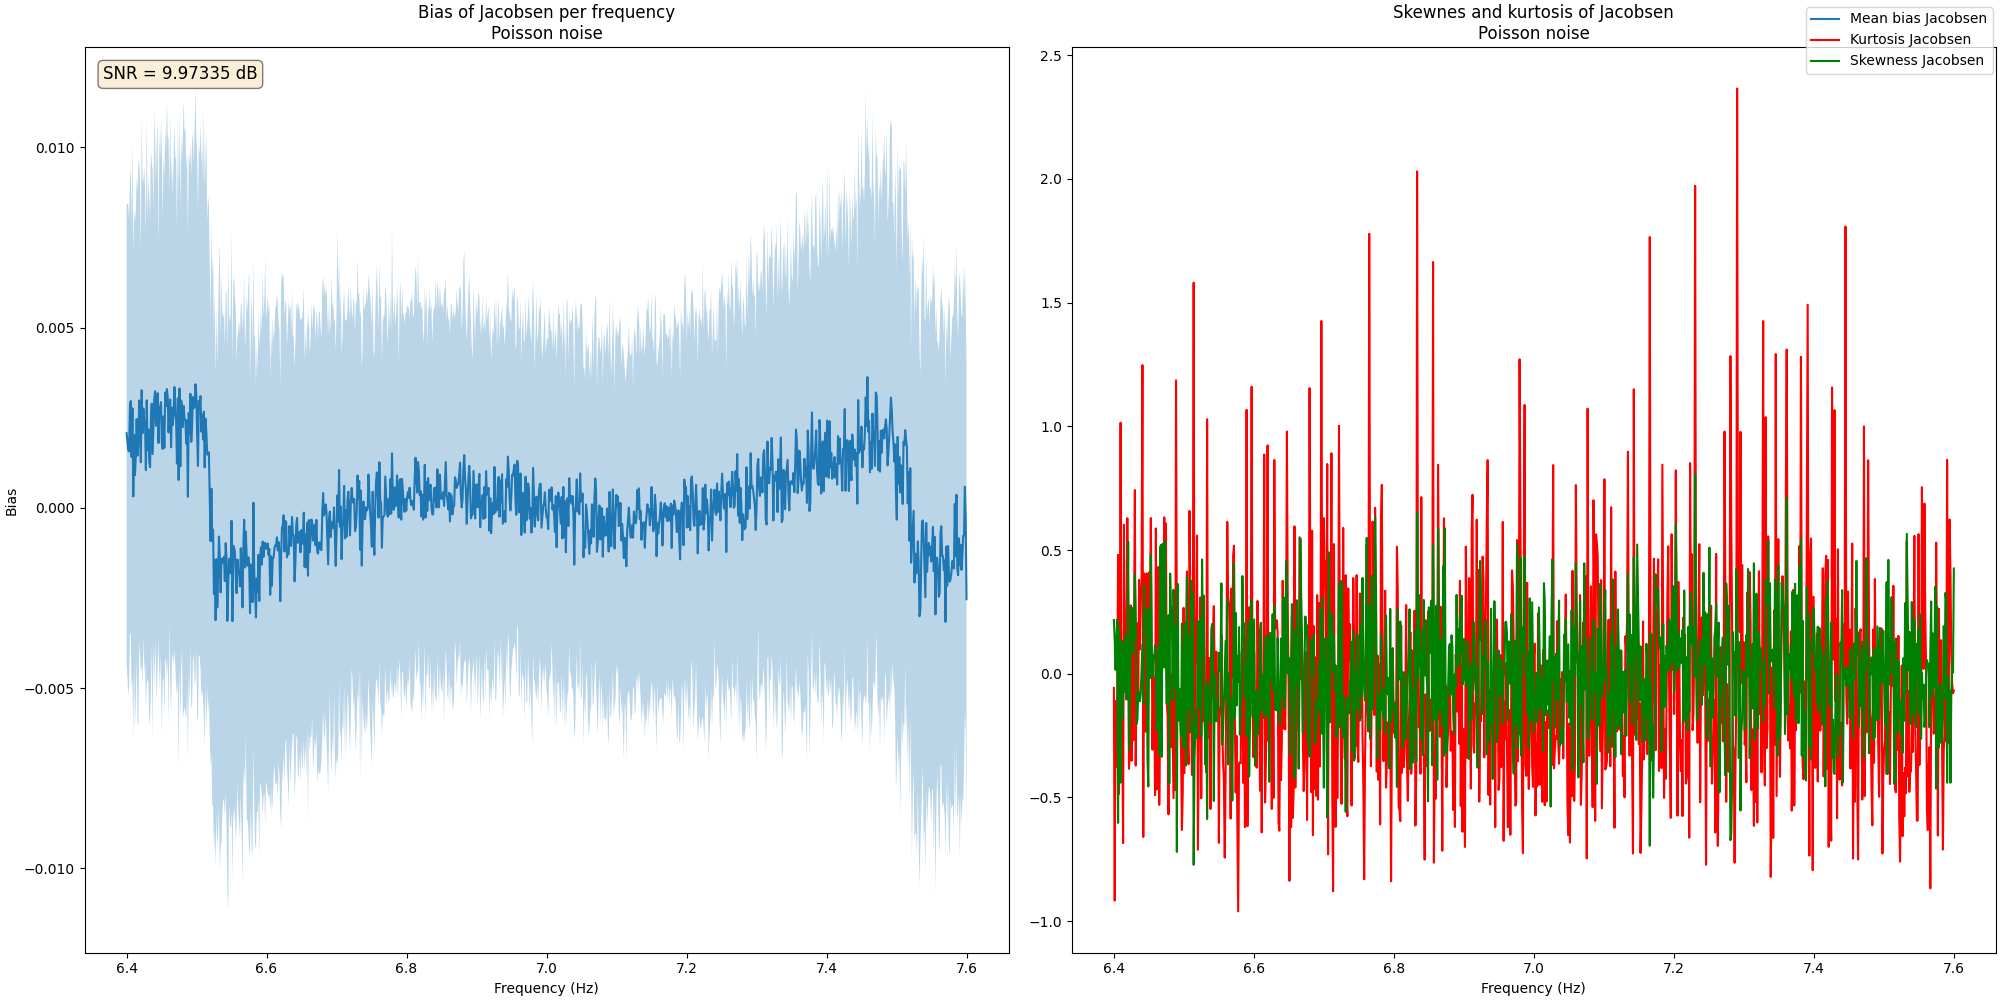 Bias of Jacobsen per frequency
Poisson noise
SNR = 9.97335 dB
0.010
0.005
0.000
−0.005
−0.010
Bias
6.4 6.6 6.8 7.0 7.2 7.4 7.6
Frequency (Hz)
Skewnes and kurtosis of Jacobsen
Poisson noise
Mean bias Jacobsen
Kurtosis Jacobsen
Skewness Jacobsen
2.5
2.0
1.5
1.0
0.5
0.0
−0.5
−1.0
6.4 6.6 6.8 7.0 7.2 7.4 7.6
Frequency (Hz)